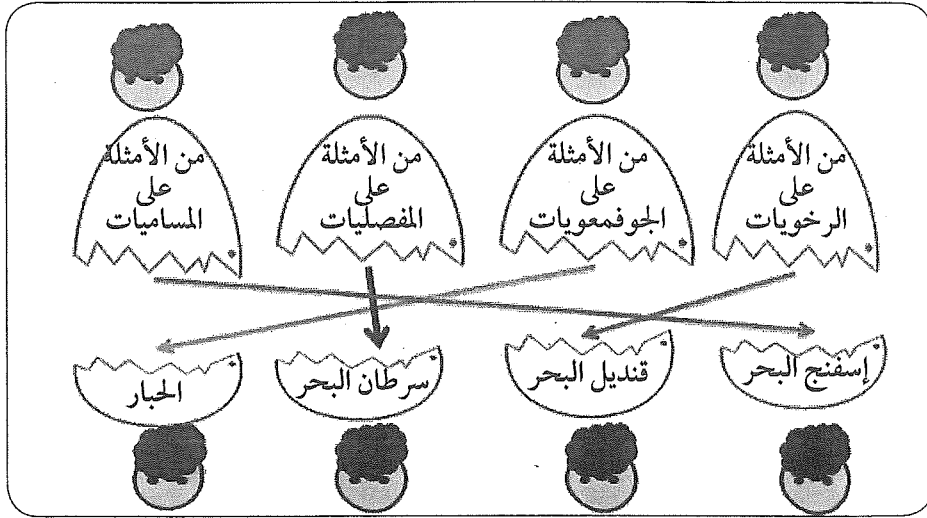 من الأمثلة
على
الرخويات
من الأمثلة
على
الجوفمعويات
من الأمثلة
على
المفصليات
من الأمثلة
على
المساميات
إسفنج البحر
قنديل البحر
سرطان البحر
الحبار